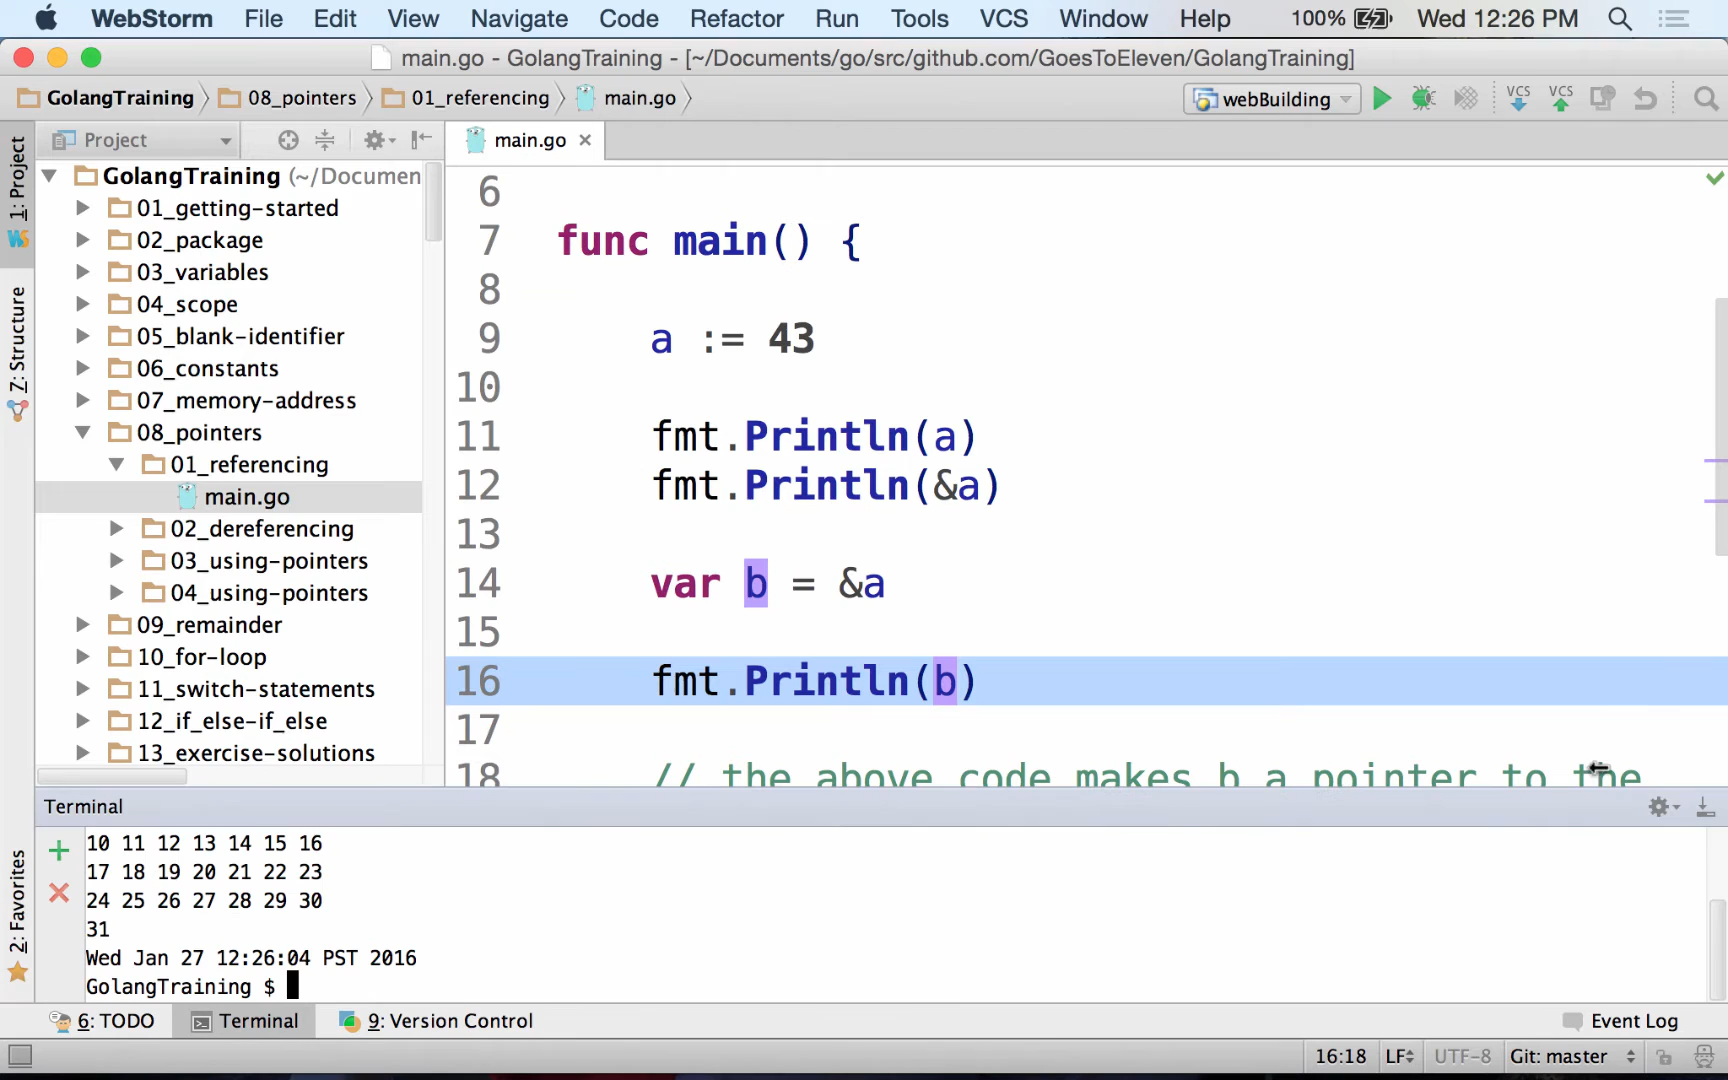 WebStorm File Edit View Navigate Code Refactor Run Tools VCS Window Help 100% Wed 12:26 PM
main.go - GolangTraining - [~/Documents/go/src/github.com/GoesToEleven/GolangTraining]
GolangTraining 08_pointers 01_referencing main.go webBuilding VCS VCS
1: Project
7: Structure
2: Favorites
Project
GolangTraining (~/Documen
01_getting-started
02_package
03_variables
04_scope
05_blank-identifier
06_constants
07_memory-address
08_pointers
01_referencing
main.go
02_dereferencing
03_using-pointers
04_using-pointers
09_remainder
10_for-loop
11_switch-statements
12_if_else-if_else
13_exercise-solutions
main.go
6
7 func main() {
8
9 a := 43
10
11 fmt.Println(a)
12 fmt.Println(&a)
13
14 var b = &a
15
16 fmt.Println(b)
17
18 // the above code makes b a pointer to the
Terminal
10 11 12 13 14 15 16
17 18 19 20 21 22 23
24 25 26 27 28 29 30
31
Wed Jan 27 12:26:04 PST 2016
GolangTraining $
6: TODO Terminal 9: Version Control Event Log
16:18 LF UTF-8 Git: master